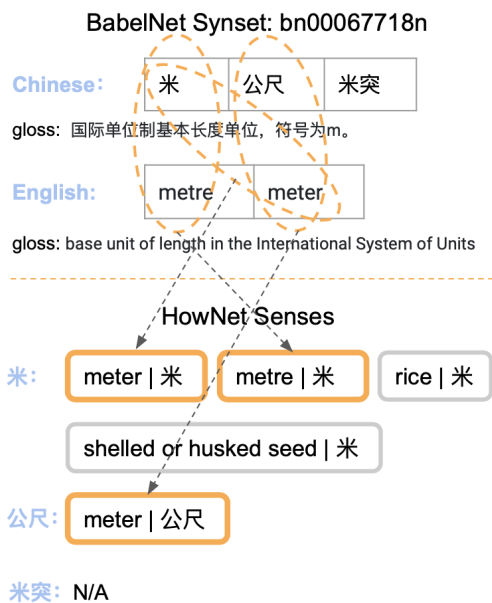 BabelNet Synset: bn00067718n
Chinese: 米 公尺 米突
gloss: 国际单位制基本长度单位，符号为m。
English: metre meter
gloss: base unit of length in the International System of Units
HowNet Senses
米: meter | 米 metre | 米 rice | 米
shelled or husked seed | 米
公尺: meter | 公尺
米突: N/A